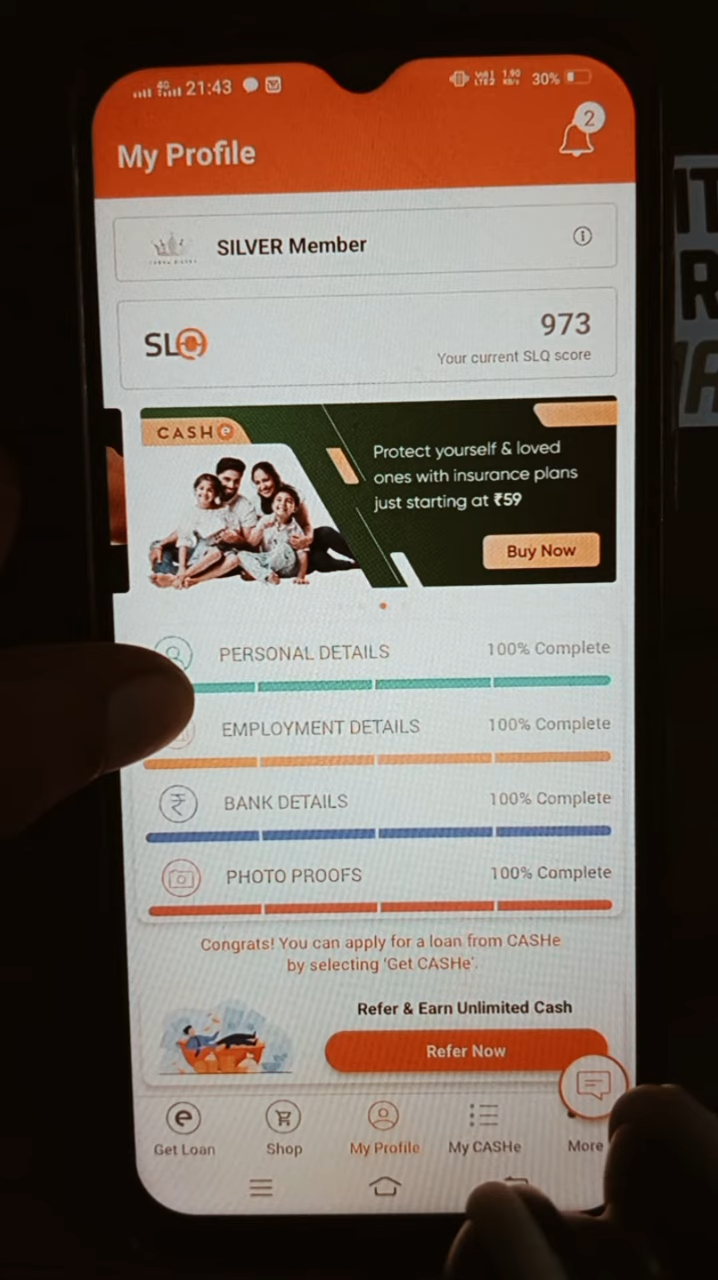 4G 21:43
30%
2
My Profile
SILVER Member
SLQ
973
Your current SLQ score
CASHe
Protect yourself & loved
ones with insurance plans
just starting at ₹59
Buy Now
PERSONAL DETAILS 100% Complete
EMPLOYMENT DETAILS 100% Complete
BANK DETAILS 100% Complete
PHOTO PROOFS 100% Complete
Congrats! You can apply for a loan from CASHe
by selecting 'Get CASHe'.
Refer & Earn Unlimited Cash
Refer Now
Get Loan Shop My Profile My CASHe More